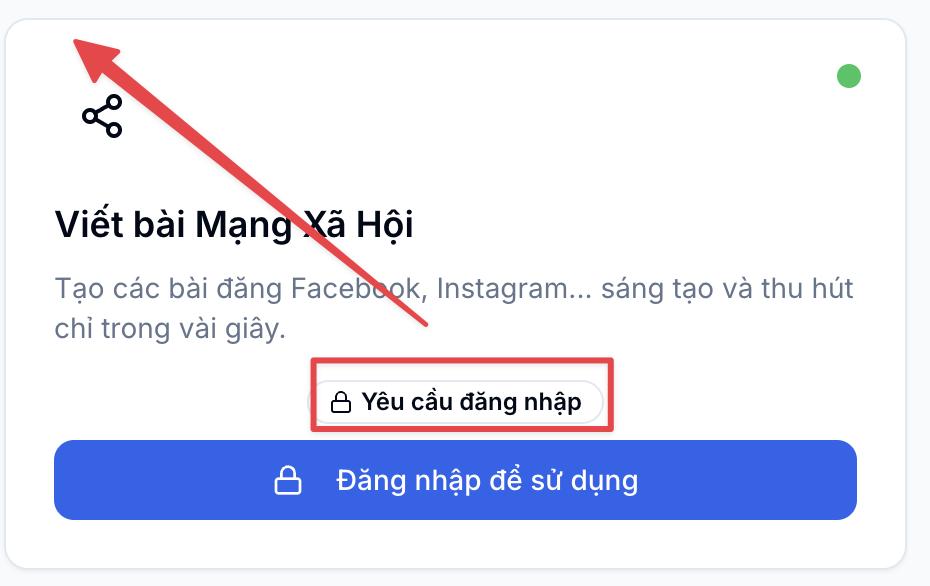 Viết bài Mạng Xã Hội
Tạo các bài đăng Facebook, Instagram... sáng tạo và thu hút
chỉ trong vài giây.
Yêu cầu đăng nhập
Đăng nhập để sử dụng